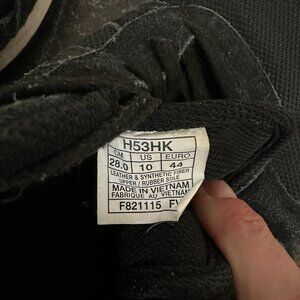 H53HK
CM US EURO
28.0 10 44
LEATHER & SYNTHETIC FIBER
UPPER / RUBBER SOLE
MADE IN VIETNAM
FABRIQUE AU VIETNAM
F821115 FV